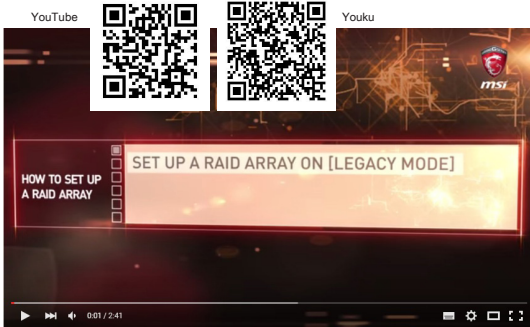 YouTube
Youku
msi
SET UP A RAID ARRAY ON [LEGACY MODE]
HOW TO SET UP
A RAID ARRAY
0:01 / 2:41